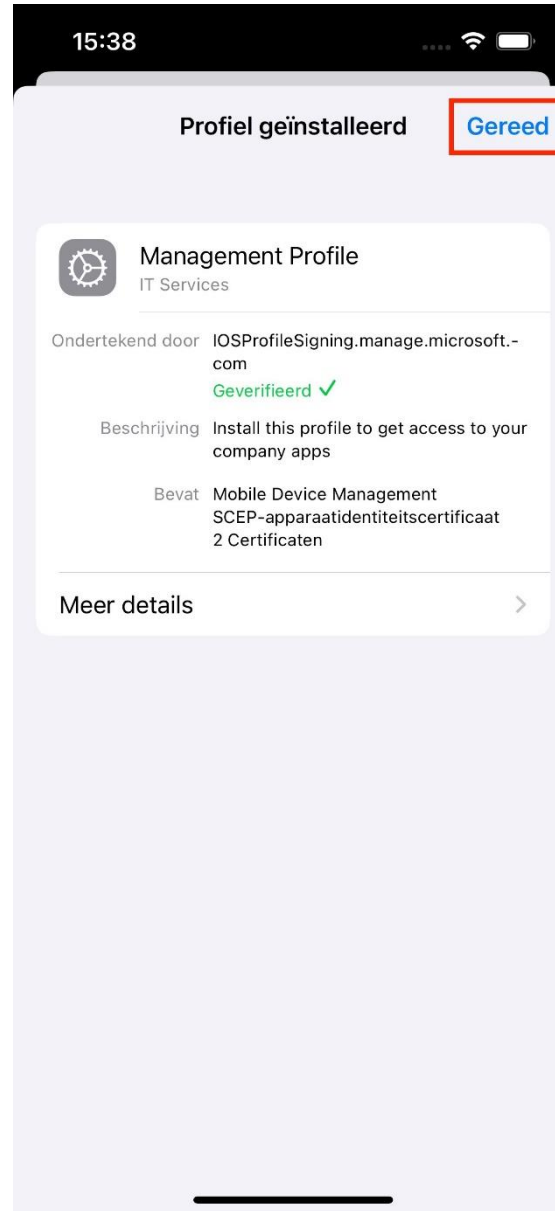 15:38
Profiel geïnstalleerd
Gereed
Management Profile
IT Services
Ondertekend door IOSProfileSigning.manage.microsoft.-
com
Geverifieerd ✓
Beschrijving Install this profile to get access to your
company apps
Bevat Mobile Device Management
SCEP-apparaatidentiteitscertificaat
2 Certificaten
Meer details